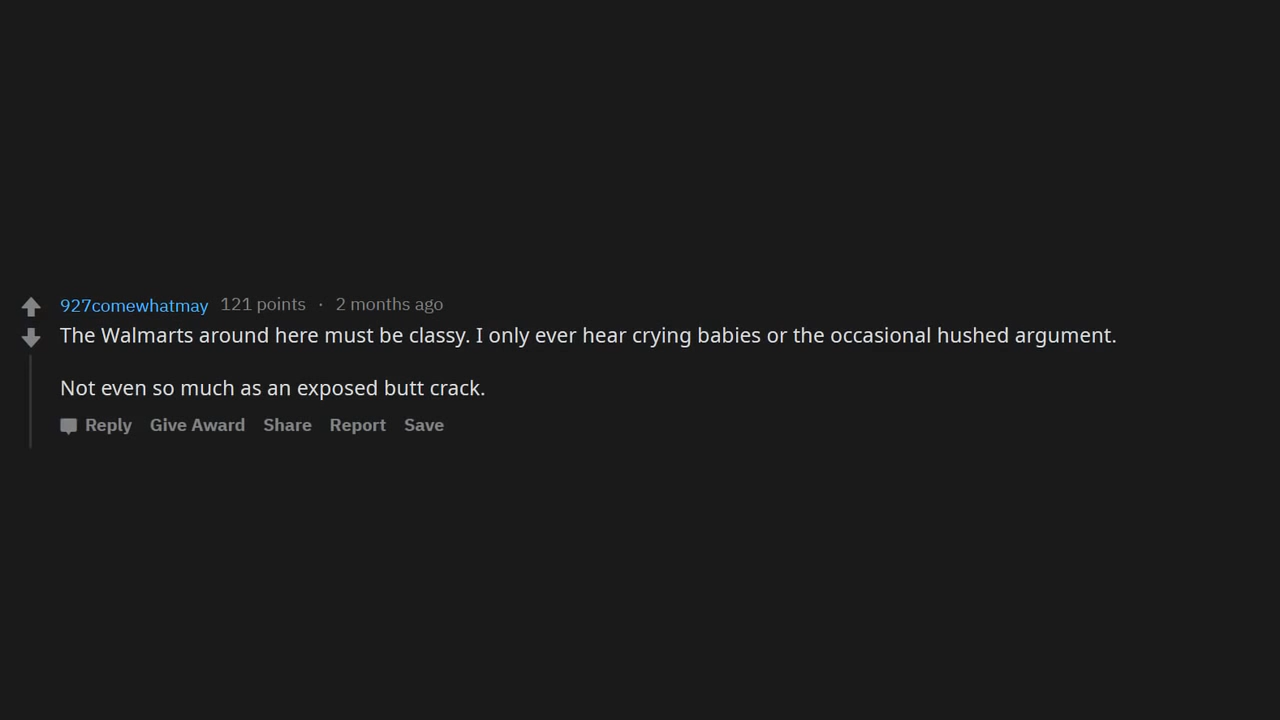 927comewhatmay 121 points · 2 months ago
The Walmarts around here must be classy. I only ever hear crying babies or the occasional hushed argument.
Not even so much as an exposed butt crack.
Reply Give Award Share Report Save